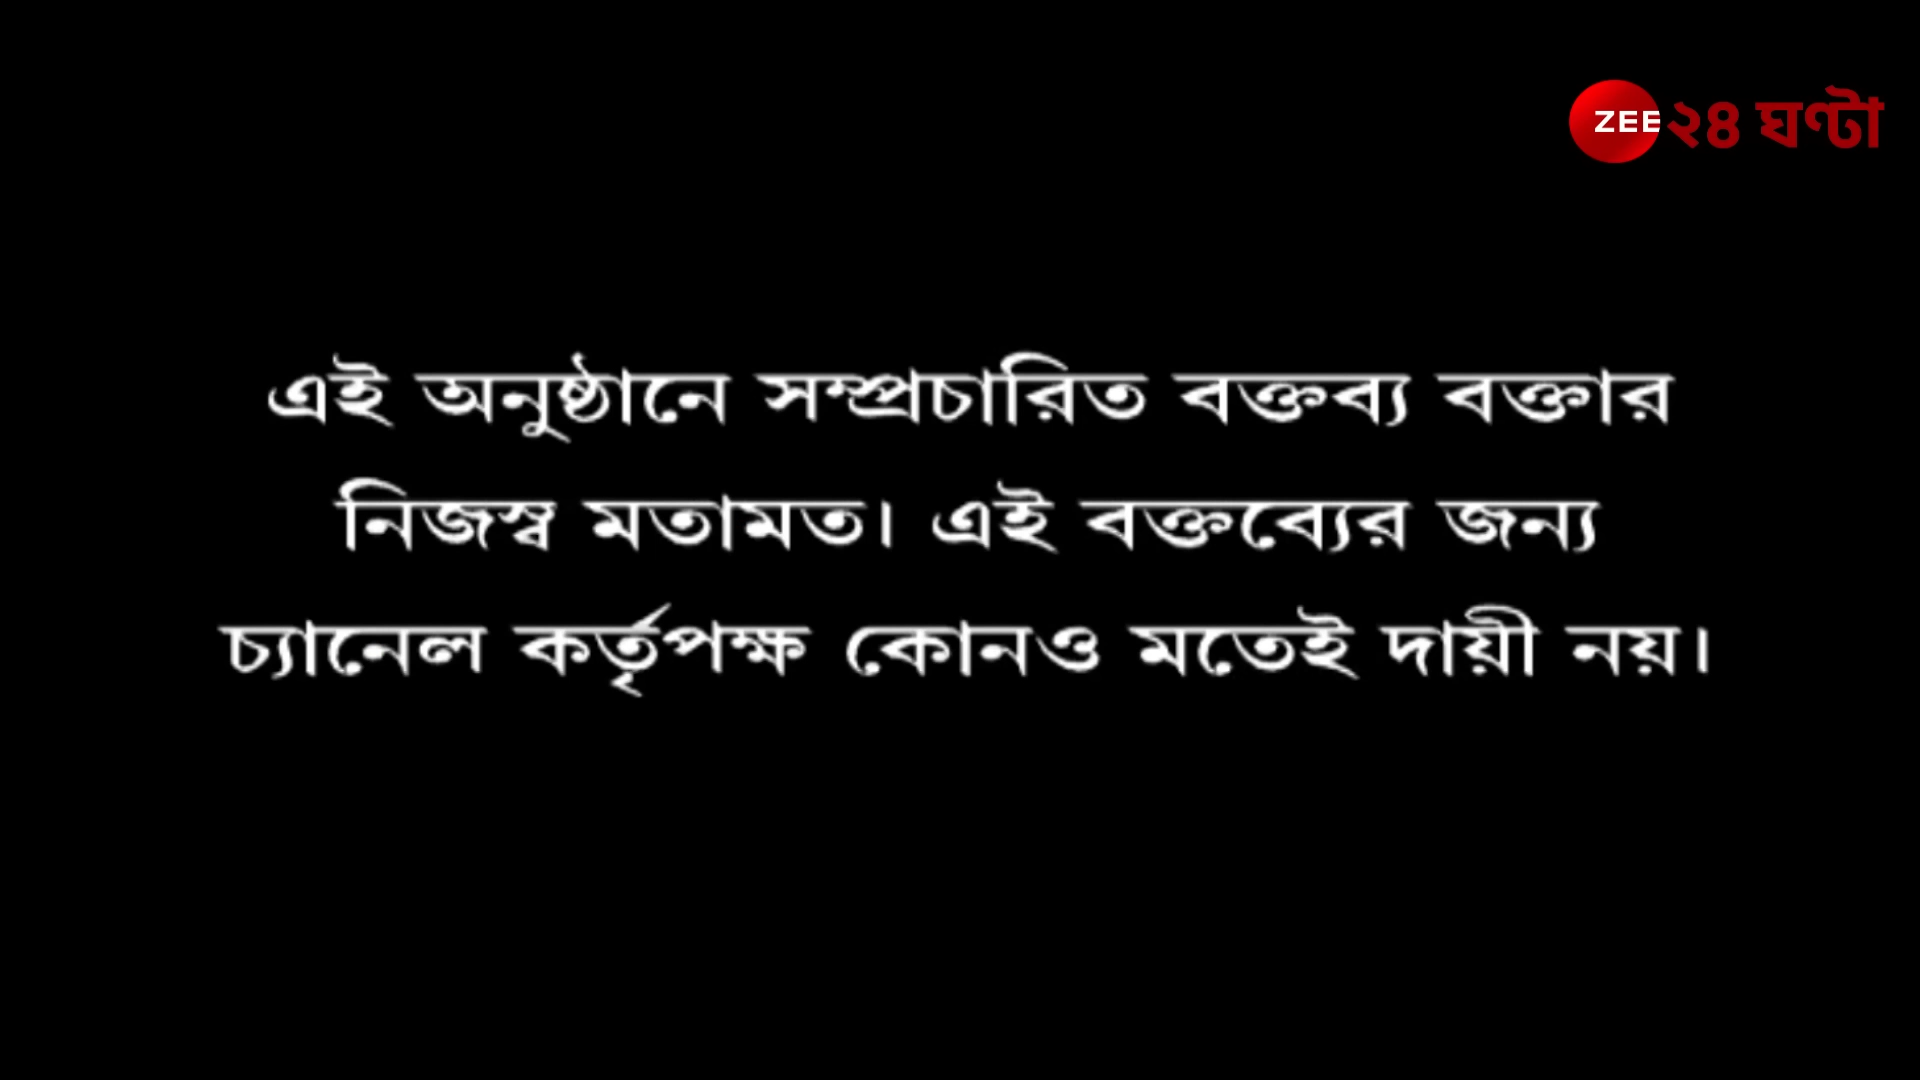 ZEE ২৪ ঘণ্টা
এই অনুষ্ঠানে সম্প্রচারিত বক্তব্য বক্তার
নিজস্ব মতামত। এই বক্তব্যের জন্য
চ্যানেল কর্তৃপক্ষ কোনও মতেই দায়ী নয়।